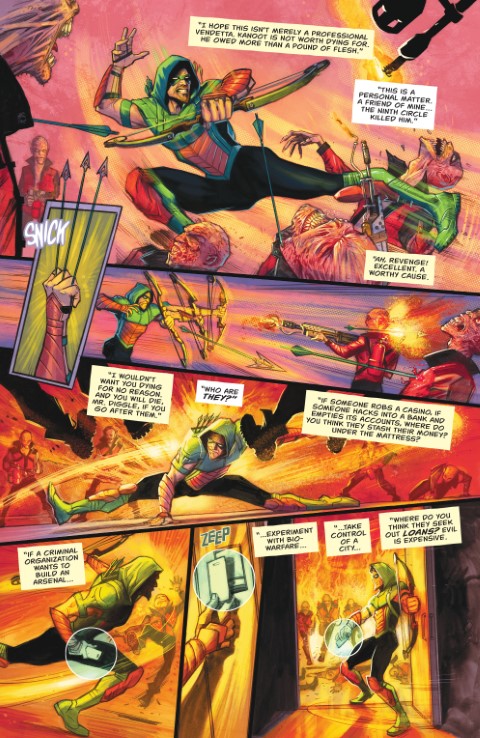 "I HOPE THIS ISN'T MERELY A PROFESSIONAL
VENDETTA, KANOOT IS NOT WORTH DYING FOR.
HE OWED MORE THAN A POUND OF FLESH."
"THIS IS A
PERSONAL MATTER.
A FRIEND OF MINE...
THE NINTH CIRCLE
KILLED HIM."
SNICK
"AH, REVENGE!
EXCELLENT. A
WORTHY CAUSE.
"I WOULDN'T
WANT YOU DYING
FOR NO REASON.
AND YOU WILL DIE,
MR. DIGGLE, IF YOU
GO AFTER THEM."
"WHO ARE
THEY?"
"IF SOMEONE ROBS A CASINO, IF
SOMEONE HACKS INTO A BANK AND
EMPTIES ITS ACCOUNTS, WHERE DO
YOU THINK THEY STASH THEIR MONEY?
UNDER THE MATTRESS?
"IF A CRIMINAL
ORGANIZATION
WANTS TO
BUILD AN
ARSENAL...
ZEEP
"...EXPERIMENT
WITH BIO-
WARFARE...
"...TAKE
CONTROL
OF A
CITY...
"WHERE DO YOU
THINK THEY SEEK
OUT LOANS? EVIL
IS EXPENSIVE.